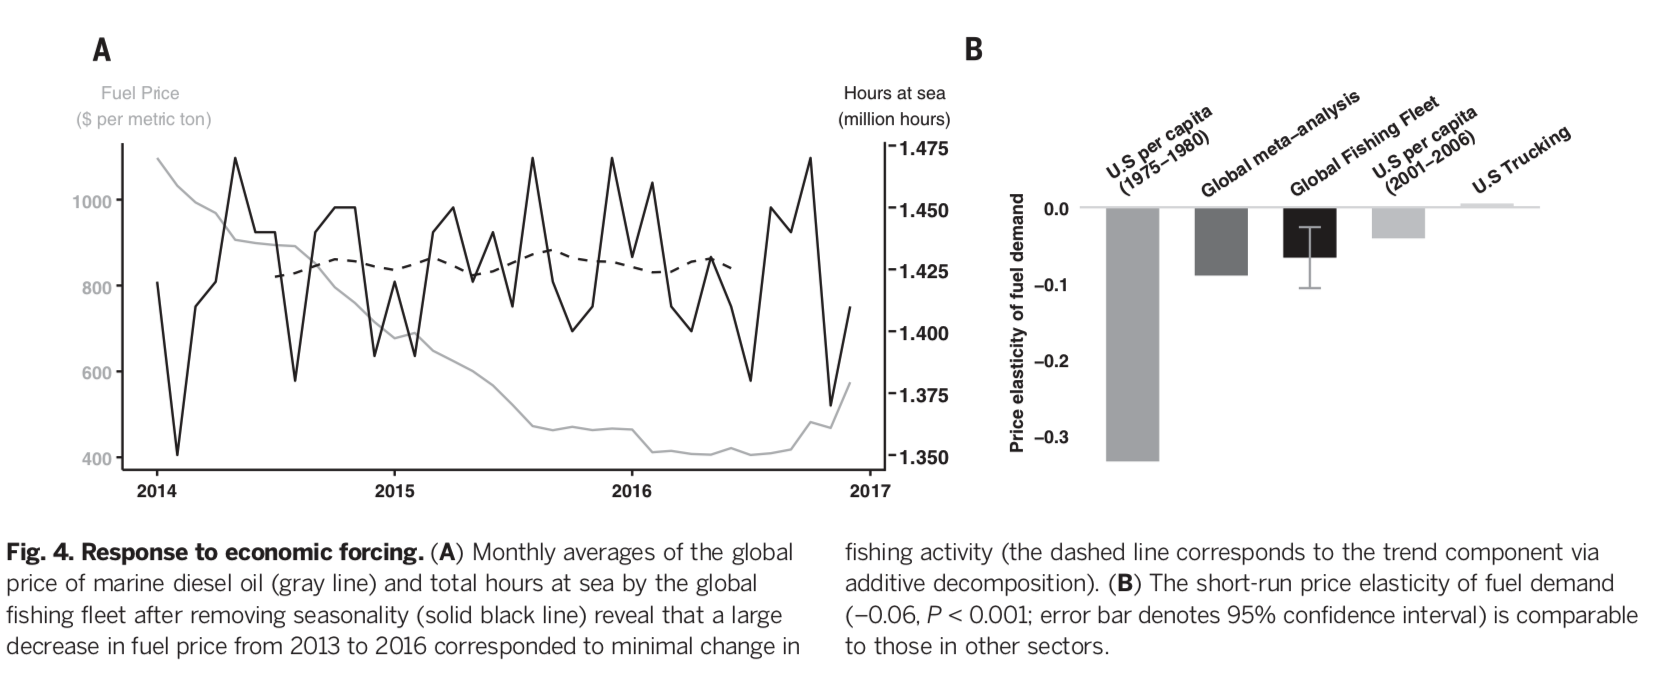 A
Fuel Price
($ per metric ton)
Hours at sea
(million hours)
1000
800
600
400
1.475
1.450
1.425
1.400
1.375
1.350
2014
2015
2016
2017
B
U.S per capita
(1975–1980)
Global meta–analysis
Global Fishing Fleet
U.S per capita
(2001–2006)
U.S Trucking
Price elasticity of fuel demand
0.0
–0.1
–0.2
–0.3
Fig. 4. Response to economic forcing. (A) Monthly averages of the global
price of marine diesel oil (gray line) and total hours at sea by the global
fishing fleet after removing seasonality (solid black line) reveal that a large
decrease in fuel price from 2013 to 2016 corresponded to minimal change in
fishing activity (the dashed line corresponds to the trend component via
additive decomposition). (B) The short-run price elasticity of fuel demand
(−0.06, P < 0.001; error bar denotes 95% confidence interval) is comparable
to those in other sectors.